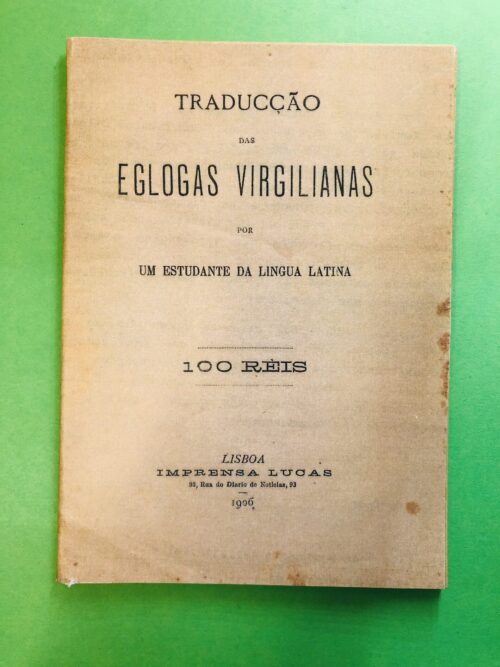 TRADUCÇÃO
DAS
EGLOGAS VIRGILIANAS
POR
UM ESTUDANTE DA LINGUA LATINA
100 RÉIS
LISBOA
IMPRENSA LUCAS
93, Rua do Diario de Noticias, 93
1906